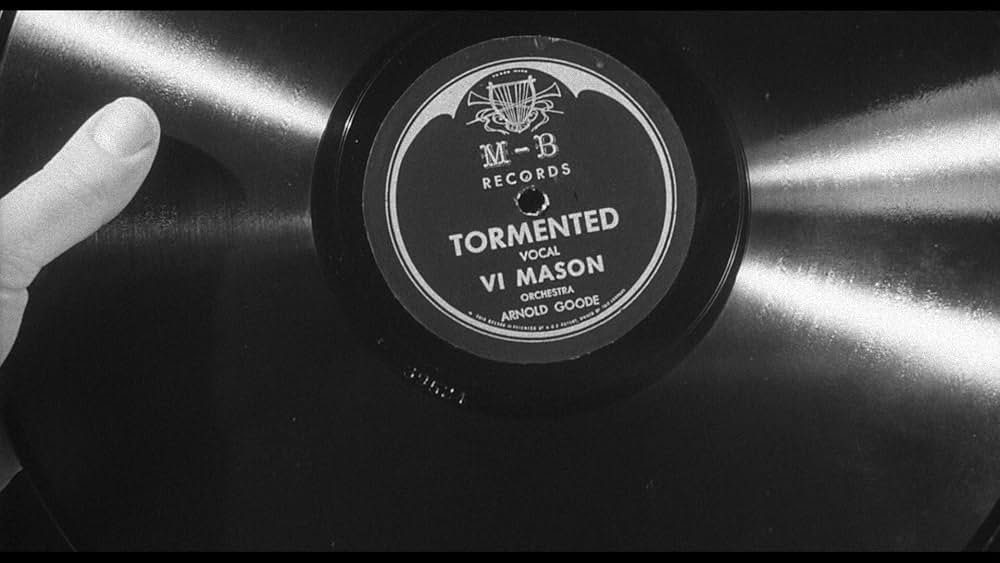 M-B
RECORDS
TORMENTED
VOCAL
VI MASON
ORCHESTRA
ARNOLD GOODE